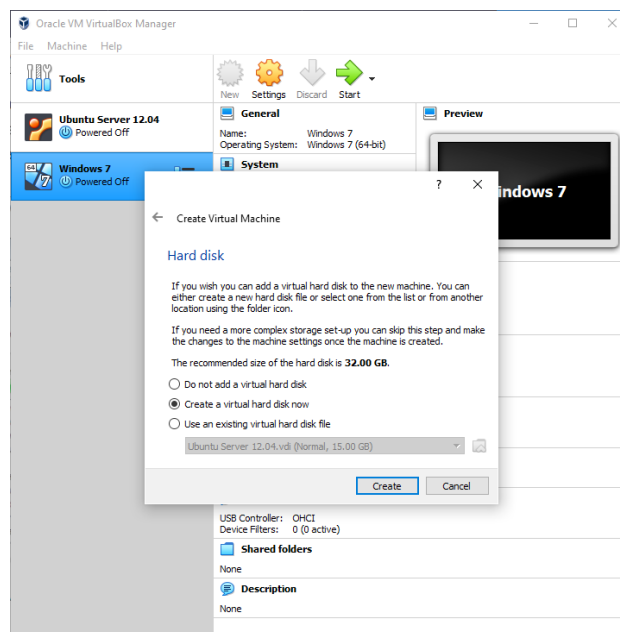 Oracle VM VirtualBox Manager
File Machine Help
Tools
New Settings Discard Start
Ubuntu Server 12.04
Powered Off
64
7
Windows 7
Powered Off
General
Name: Windows 7
Operating System: Windows 7 (64-bit)
System
Preview
indows 7
?
Create Virtual Machine
Hard disk
If you wish you can add a virtual hard disk to the new machine. You can
either create a new hard disk file or select one from the list or from another
location using the folder icon.
If you need a more complex storage set-up you can skip this step and make
the changes to the machine settings once the machine is created.
The recommended size of the hard disk is 32.00 GB.
Do not add a virtual hard disk
Create a virtual hard disk now
Use an existing virtual hard disk file
Ubuntu Server 12.04.vdi (Normal, 15.00 GB)
Create Cancel
USB Controller: OHCI
Device Filters: 0 (0 active)
Shared folders
None
Description
None